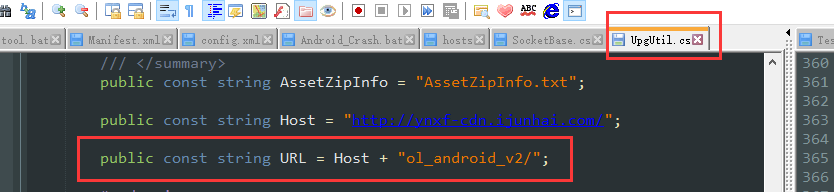 ABC
tool.bat Manifest.xml config.xml Android_Crash.bat hosts SocketBase.cs UpgUtil.cs Tes
/// </summary>
public const string AssetZipInfo = "AssetZipInfo.txt";
public const string Host = "http://ynxf-cdn.ijunhai.com/";
public const string URL = Host + "ol_android_v2/";
360
361
362
363
364
365
366